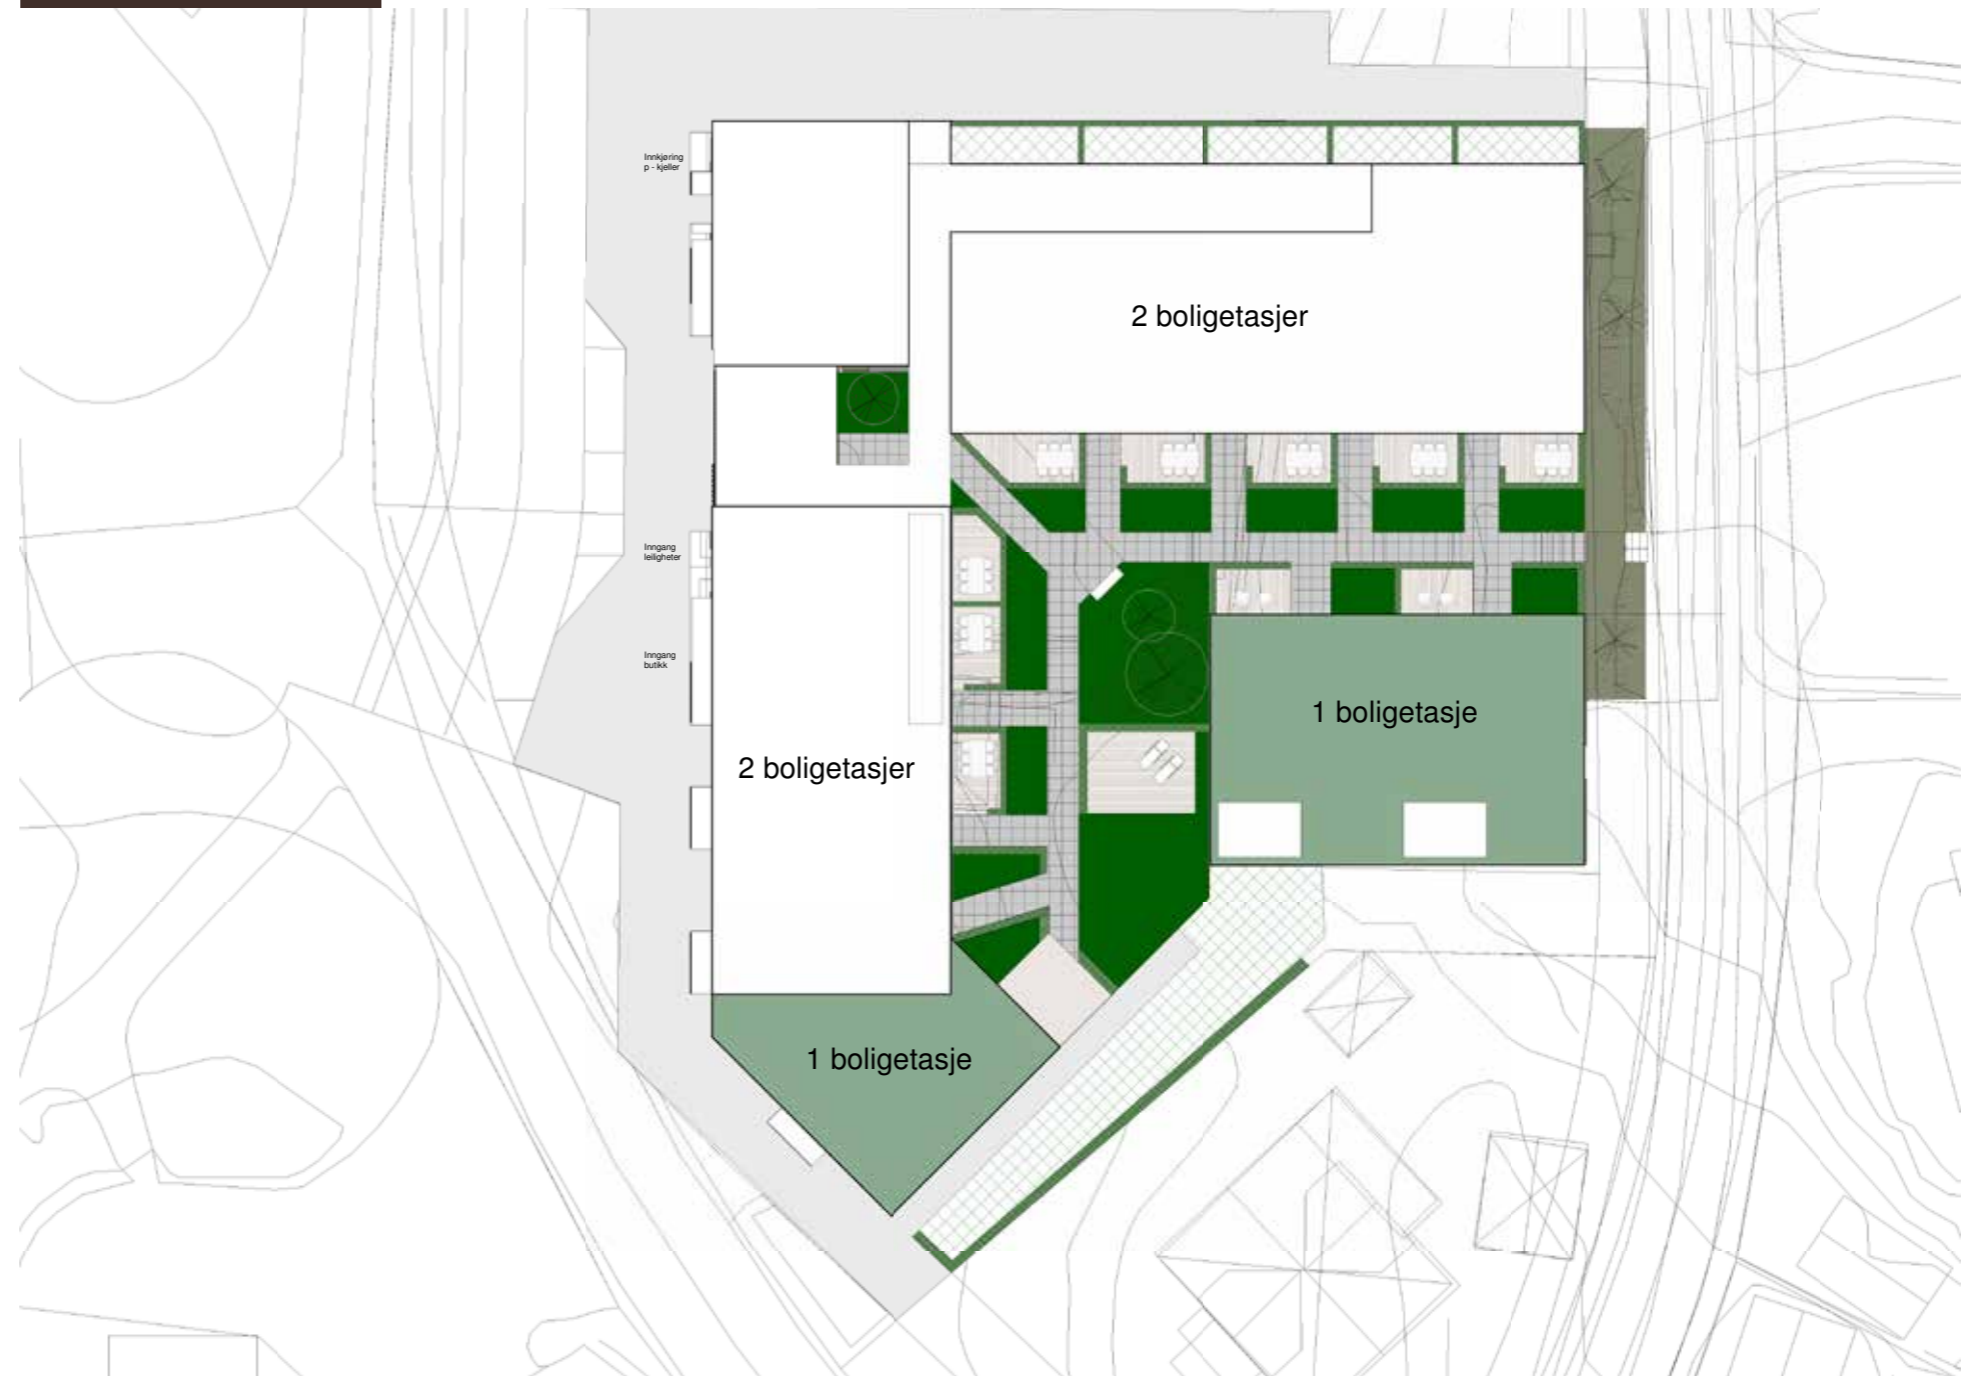 Innkjøring
p - kjeller
2 boligetasjer
Inngang
leiligheter
Inngang
butikk
1 boligetasje
2 boligetasjer
1 boligetasje